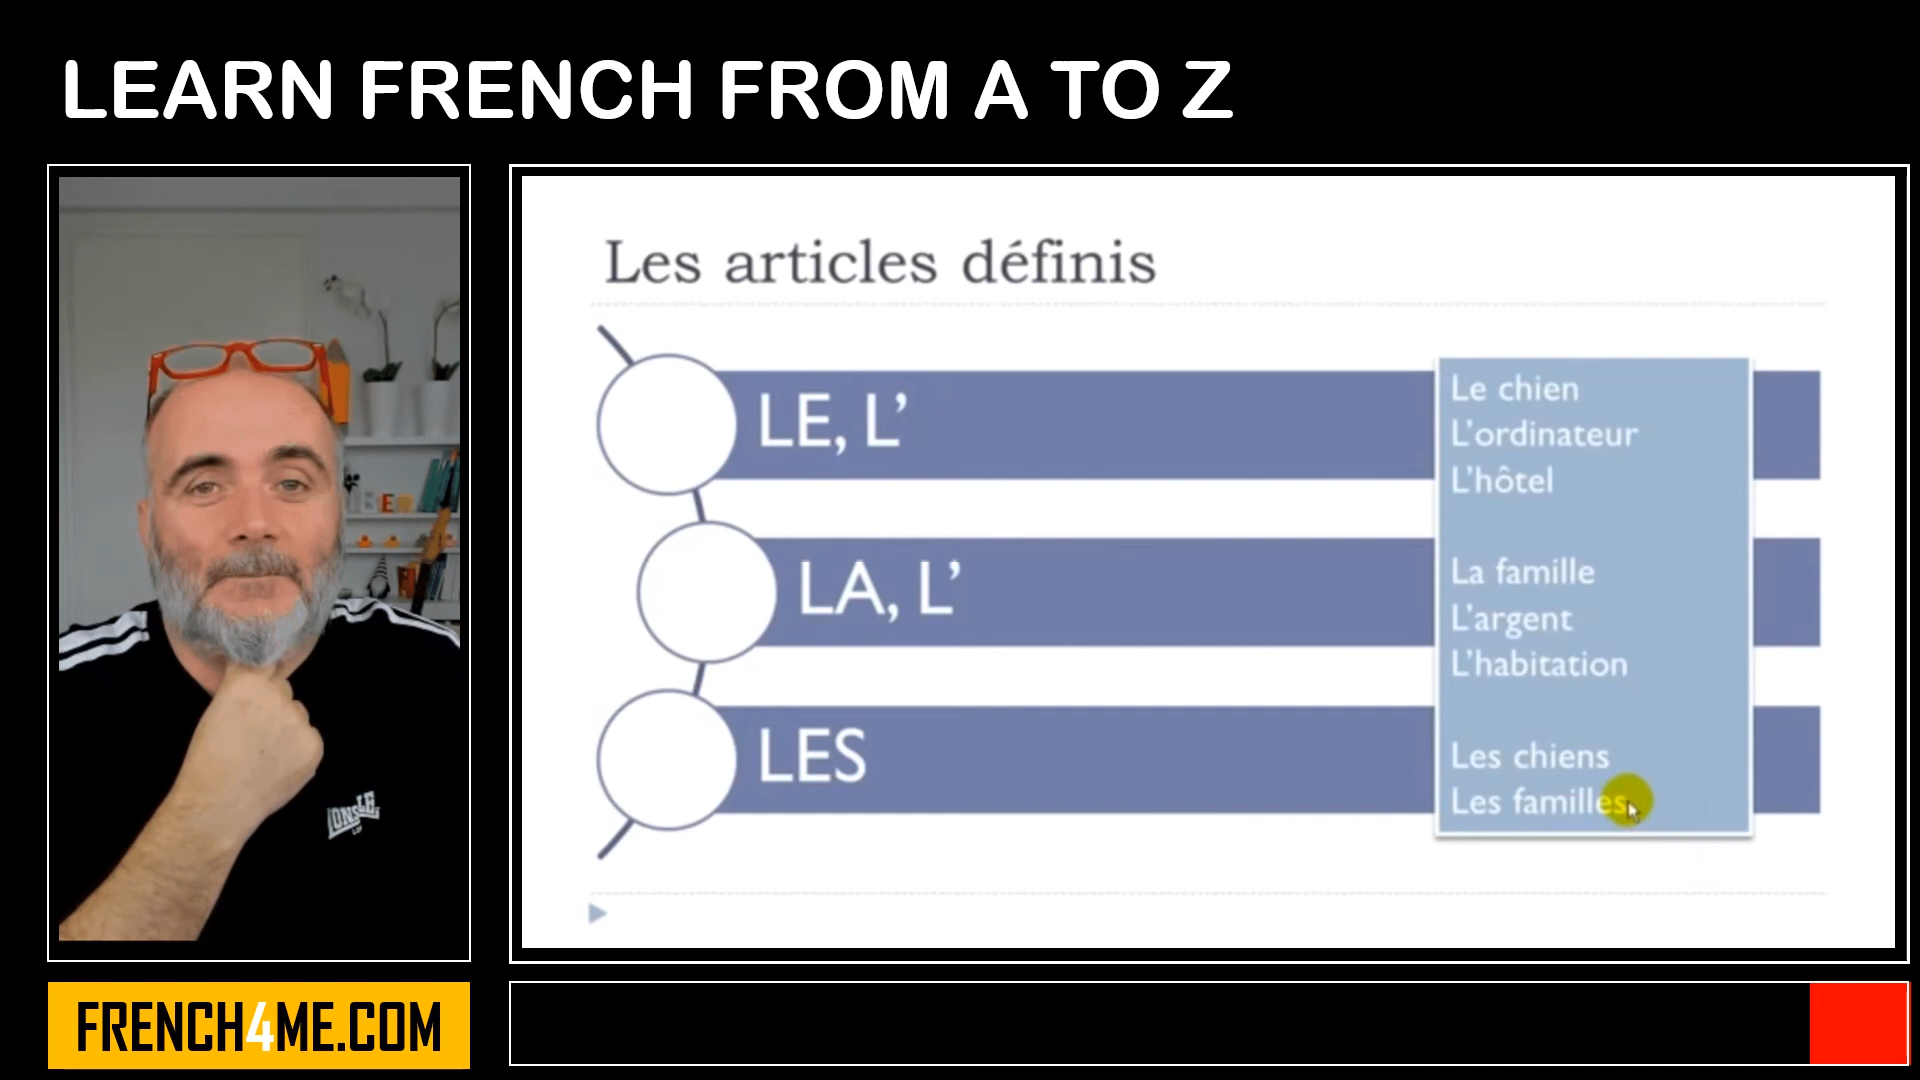 LEARN FRENCH FROM A TO Z
Les articles définis
LE, L’
LA, L’
LES
Le chien
L’ordinateur
L’hôtel
La famille
L’argent
L’habitation
Les chiens
Les familles
LONSDALE
FRENCH4ME.COM